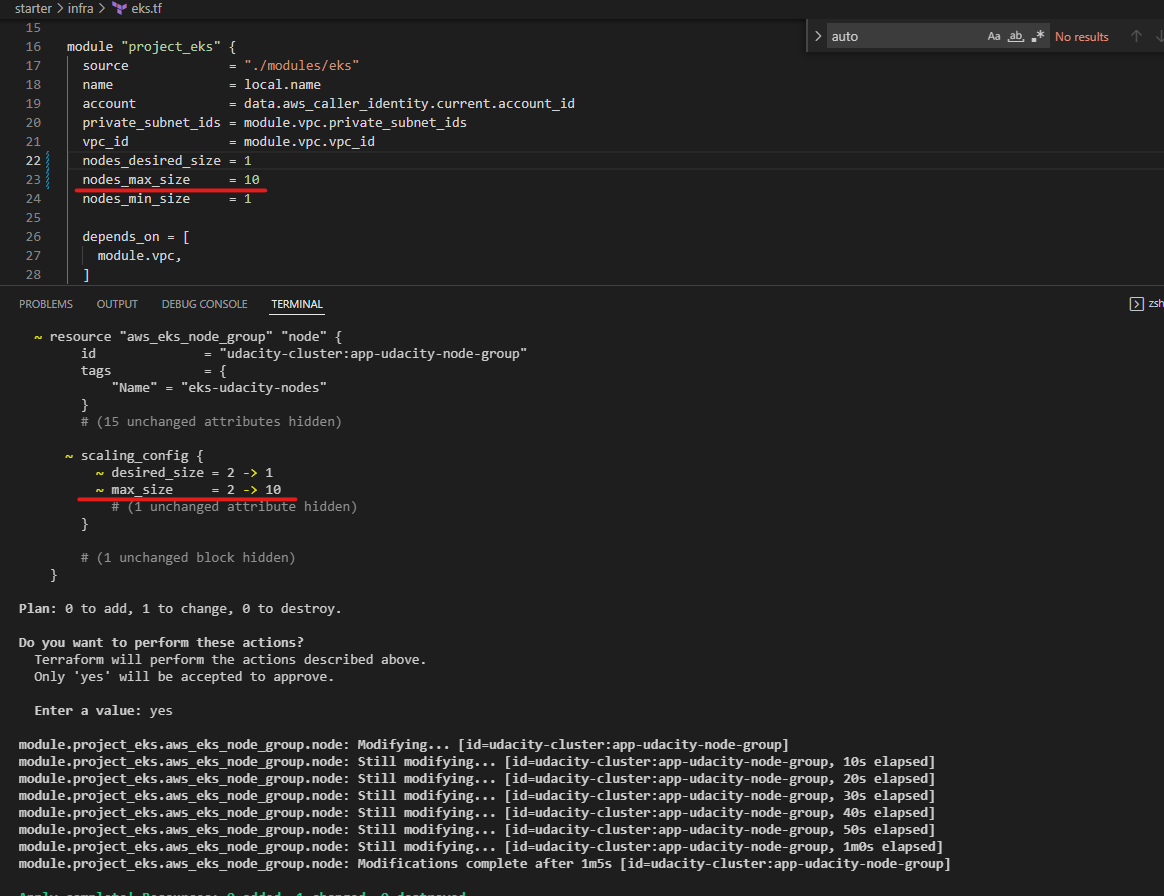 starter > infra > eks.tf
15
auto Aa ab .* No results
16 module "project_eks" {
17 source = "./modules/eks"
18 name = local.name
19 account = data.aws_caller_identity.current.account_id
20 private_subnet_ids = module.vpc.private_subnet_ids
21 vpc_id = module.vpc.vpc_id
22 nodes_desired_size = 1
23 nodes_max_size = 10
24 nodes_min_size = 1
25
26 depends_on = [
27 module.vpc,
28 ]
PROBLEMS OUTPUT DEBUG CONSOLE TERMINAL zsh
~ resource "aws_eks_node_group" "node" {
id = "udacity-cluster:app-udacity-node-group"
tags = {
"Name" = "eks-udacity-nodes"
}
# (15 unchanged attributes hidden)
~ scaling_config {
~ desired_size = 2 -> 1
~ max_size = 2 -> 10
# (1 unchanged attribute hidden)
}
# (1 unchanged block hidden)
}
Plan: 0 to add, 1 to change, 0 to destroy.
Do you want to perform these actions?
Terraform will perform the actions described above.
Only 'yes' will be accepted to approve.
Enter a value: yes
module.project_eks.aws_eks_node_group.node: Modifying... [id=udacity-cluster:app-udacity-node-group]
module.project_eks.aws_eks_node_group.node: Still modifying... [id=udacity-cluster:app-udacity-node-group, 10s elapsed]
module.project_eks.aws_eks_node_group.node: Still modifying... [id=udacity-cluster:app-udacity-node-group, 20s elapsed]
module.project_eks.aws_eks_node_group.node: Still modifying... [id=udacity-cluster:app-udacity-node-group, 30s elapsed]
module.project_eks.aws_eks_node_group.node: Still modifying... [id=udacity-cluster:app-udacity-node-group, 40s elapsed]
module.project_eks.aws_eks_node_group.node: Still modifying... [id=udacity-cluster:app-udacity-node-group, 50s elapsed]
module.project_eks.aws_eks_node_group.node: Still modifying... [id=udacity-cluster:app-udacity-node-group, 1m0s elapsed]
module.project_eks.aws_eks_node_group.node: Modifications complete after 1m5s [id=udacity-cluster:app-udacity-node-group]
Apply complete! Resources: 0 added, 1 changed, 0 destroyed.